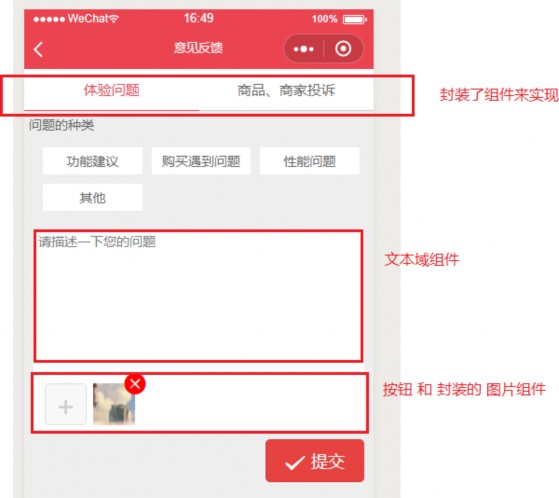 ●●●●● WeChat 16:49 100%
意见反馈
体验问题 商品、商家投诉
封装了组件来实现
问题的种类
功能建议 购买遇到问题 性能问题
其他
请描述一下您的问题
文本域组件
按钮 和 封装的 图片组件
提交